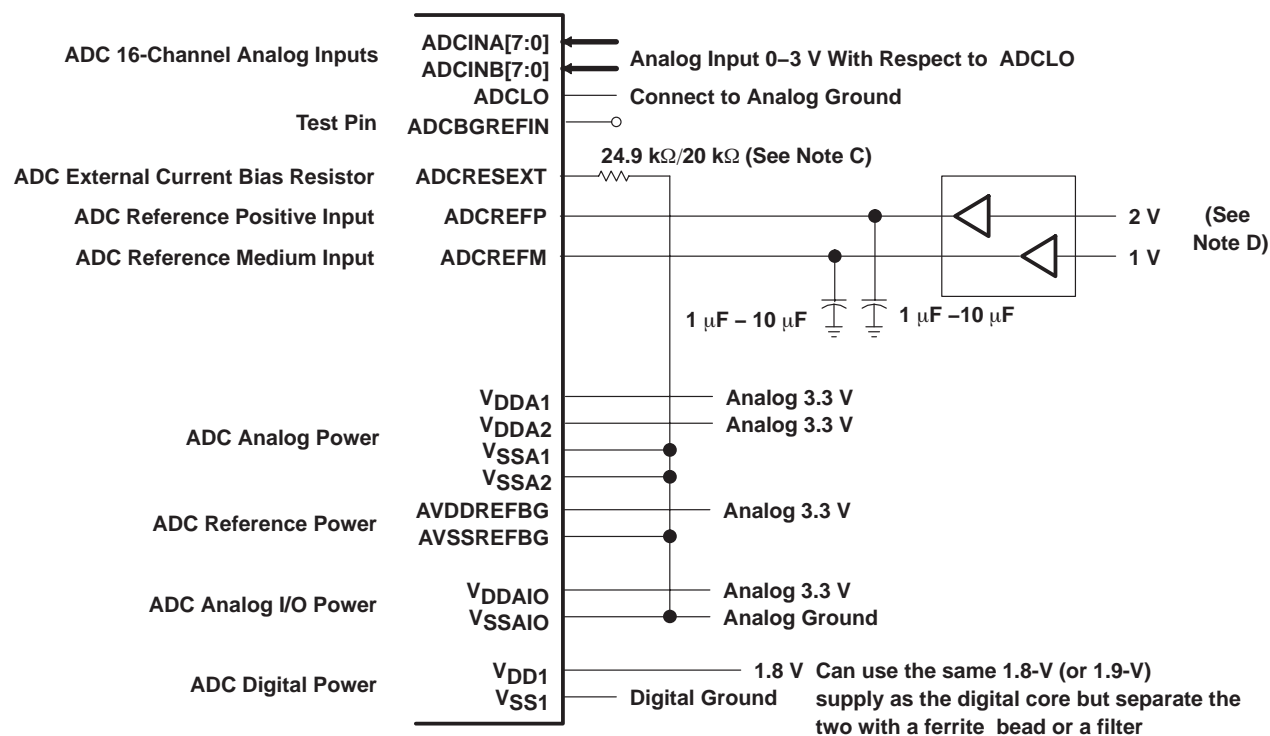 ADC 16-Channel Analog Inputs
ADCINA[7:0]
ADCINB[7:0]
Analog Input 0–3 V With Respect to ADCLO
ADCLO
Connect to Analog Ground
Test Pin
ADCBGREFIN
24.9 kΩ/20 kΩ (See Note C)
ADC External Current Bias Resistor
ADCRESEXT
ADC Reference Positive Input
ADCREFP
2 V
(See
Note D)
ADC Reference Medium Input
ADCREFM
1 V
1 μF – 10 μF
1 μF –10 μF
ADC Analog Power
VDDA1
Analog 3.3 V
VDDA2
Analog 3.3 V
VSSA1
VSSA2
ADC Reference Power
AVDDREFBG
Analog 3.3 V
AVSSREFBG
ADC Analog I/O Power
VDDAIO
Analog 3.3 V
VSSAIO
Analog Ground
ADC Digital Power
VDD1
1.8 V
Can use the same 1.8-V (or 1.9-V)
supply as the digital core but separate the
two with a ferrite bead or a filter
VSS1
Digital Ground